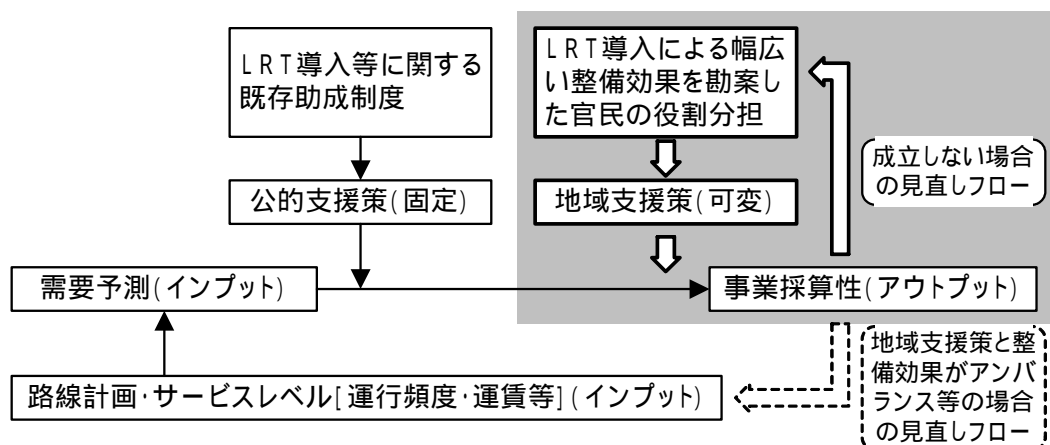 LRT導入等に関する
既存助成制度
LRT導入による幅広
い整備効果を勘案し
た官民の役割分担
成立しない場合
の見直しフロー
公的支援策(固定)
地域支援策(可変)
需要予測(インプット)
事業採算性(アウトプット)
路線計画・サービスレベル[運行頻度・運賃等](インプット)
地域支援策と整
備効果がアンバ
ランス等の場合
の見直しフロー